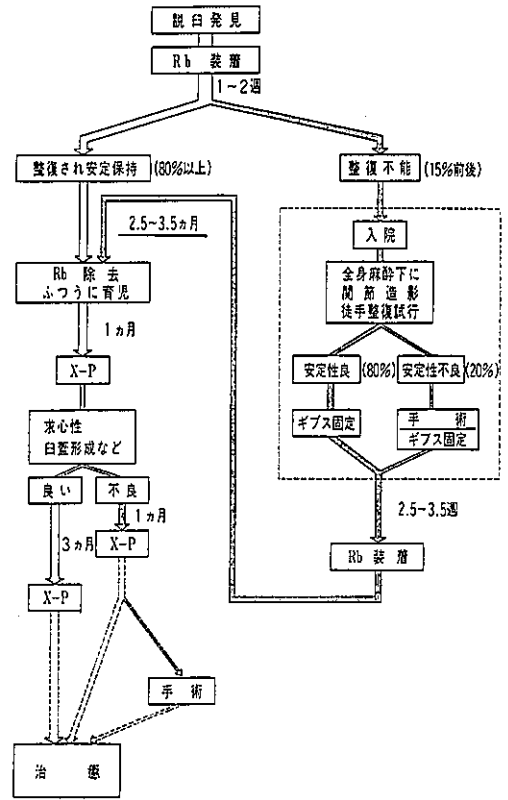 脱臼発見
Rb 装着
1～2週
整復され安定保持 (80%以上)
整復不能 (15%前後)
2.5～3.5ヵ月
入院
Rb 除去
ふつうに育児
全身麻酔下に
関節造影
徒手整復試行
1ヵ月
X-P
安定性良 (80%)
安定性不良 (20%)
求心性
臼蓋形成など
ギプス固定
手術
ギプス固定
良い
不良
1ヵ月
2.5～3.5週
3ヵ月
X-P
Rb 装着
X-P
手術
治癒